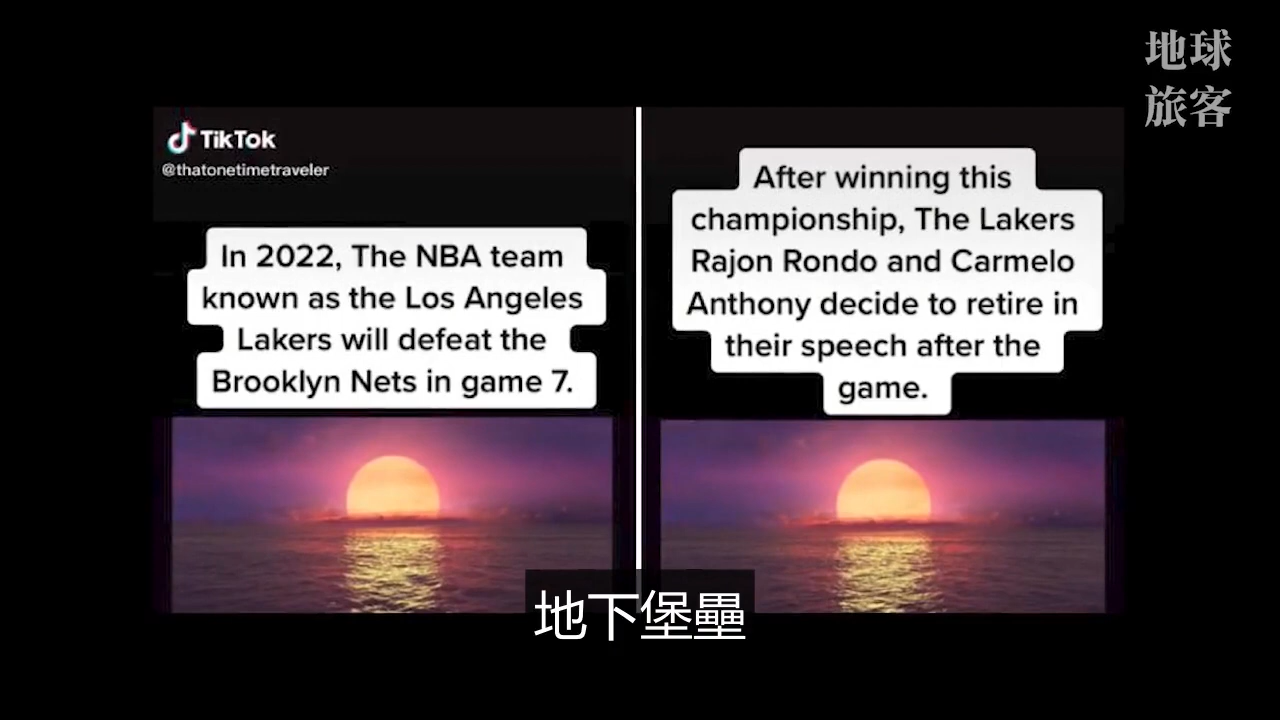 地球
旅客
TikTok
@thatonetimetraveler
In 2022, The NBA team
known as the Los Angeles
Lakers will defeat the
Brooklyn Nets in game 7.
After winning this
championship, The Lakers
Rajon Rondo and Carmelo
Anthony decide to retire in
their speech after the
game.
地下堡壘